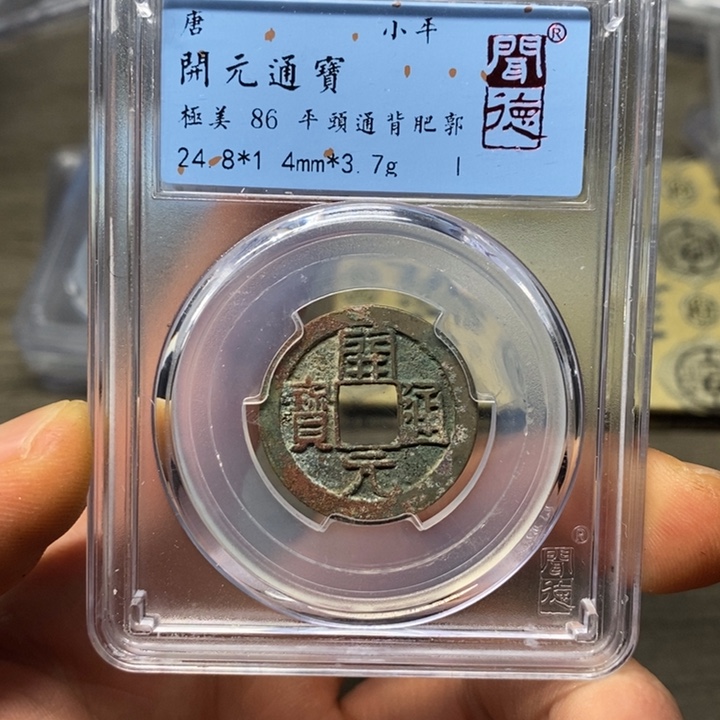 唐 小平
開元通寶
極美 86 平頭通背肥郭
24.8*1 4mm*3.7g
聞德®
開元通寶
聞德®